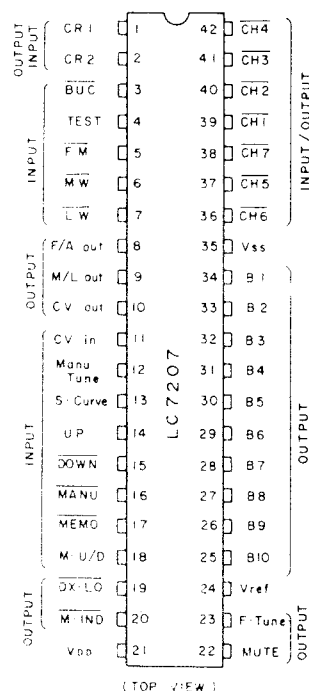 OUTPUT INPUT
CR1 1 42 CH4
CR2 2 41 CH3
BUC 3 40 CH2
TEST 4 39 CH1
INPUT
FM 5 38 CH7
INPUT/OUTPUT
MW 6 37 CH5
LW 7 36 CH6
F/A out 8 35 Vss
OUTPUT
M/L out 9 34 B1
CV out 10 33 B2
CV in 11 32 B3
Manu Tune 12 31 B4
S-Curve 13 30 B5
LC7207
UP 14 29 B6
INPUT
DOWN 15 28 B7
OUTPUT
MANU 16 27 B8
MEMO 17 26 B9
M-U/D 18 25 B10
DX-LO 19 24 Vref
OUTPUT
M-IND 20 23 F-Tune
OUTPUT
VDD 21 22 MUTE
(TOP VIEW)